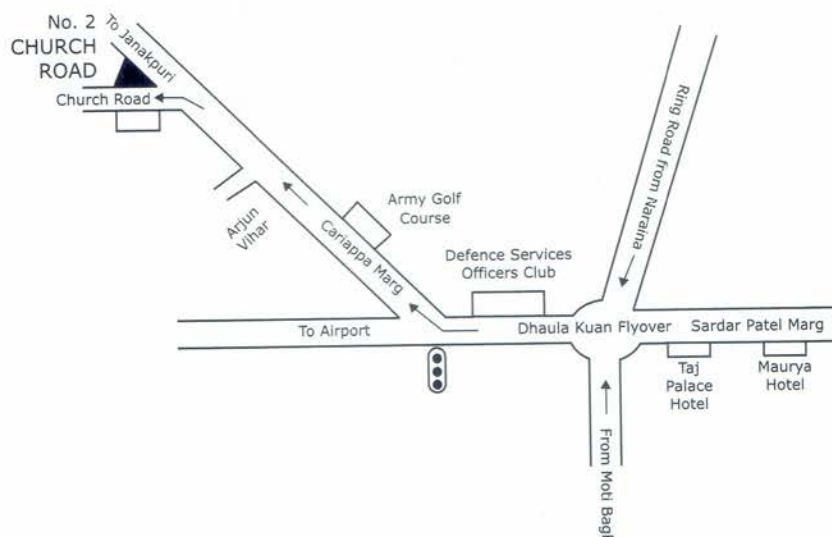 No. 2
CHURCH
ROAD
To Janakpuri
Church Road
Arjun
Vihar
Army Golf
Course
Cariappa Marg
Defence Services
Officers Club
Ring Road from Naraina
To Airport
Dhaula Kuan Flyover
Sardar Patel Marg
Taj
Palace
Hotel
Maurya
Hotel
From Moti